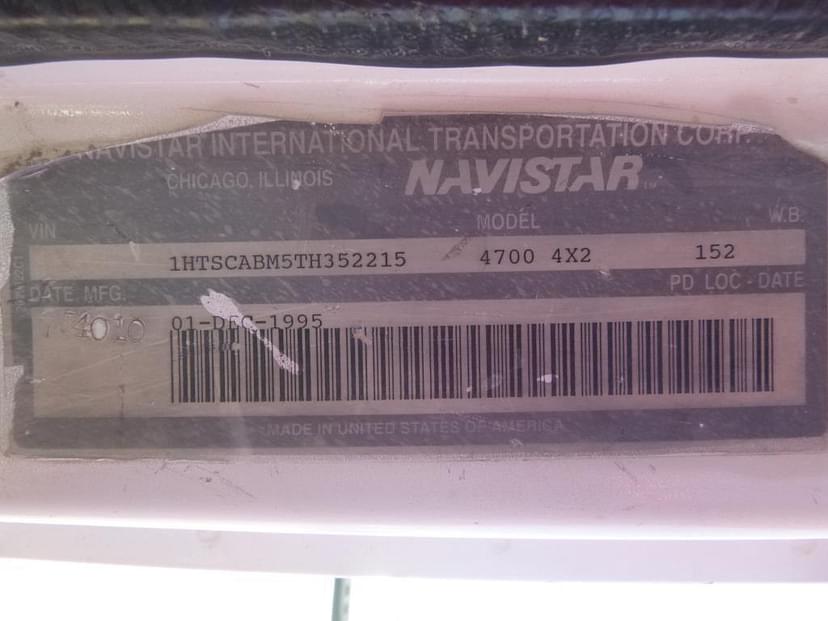 NAVISTAR INTERNATIONAL TRANSPORTATION CORP.
CHICAGO, ILLINOIS NAVISTAR
VIN MODEL W.B.
1HTSCABM5TH352215 4700 4X2 152
DATE MFG. PD LOC - DATE
01-DEC-1995
MADE IN UNITED STATES OF AMERICA